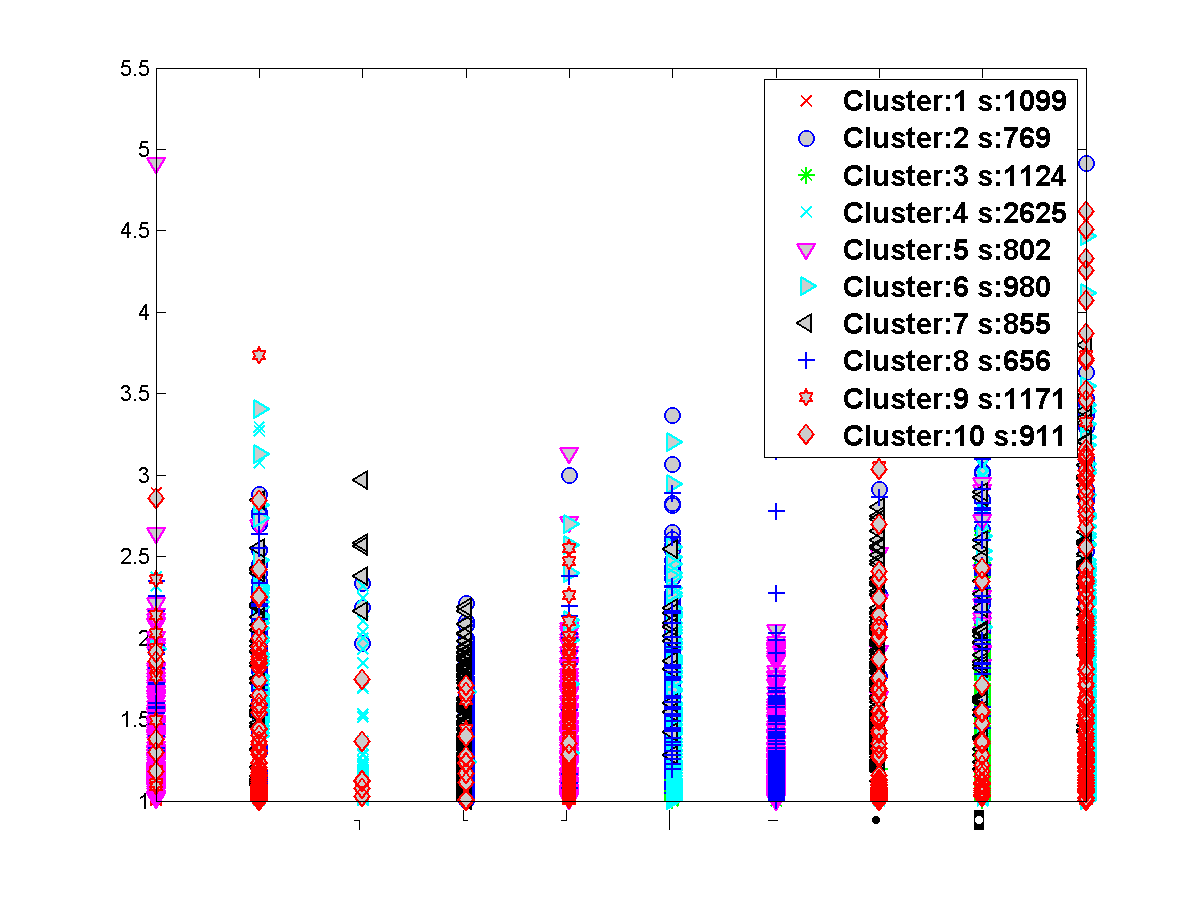 5.5
5
4.5
4
3.5
3
2.5
2
1.5
1
Cluster:1 s:1099
Cluster:2 s:769
Cluster:3 s:1124
Cluster:4 s:2625
Cluster:5 s:802
Cluster:6 s:980
Cluster:7 s:855
Cluster:8 s:656
Cluster:9 s:1171
Cluster:10 s:911